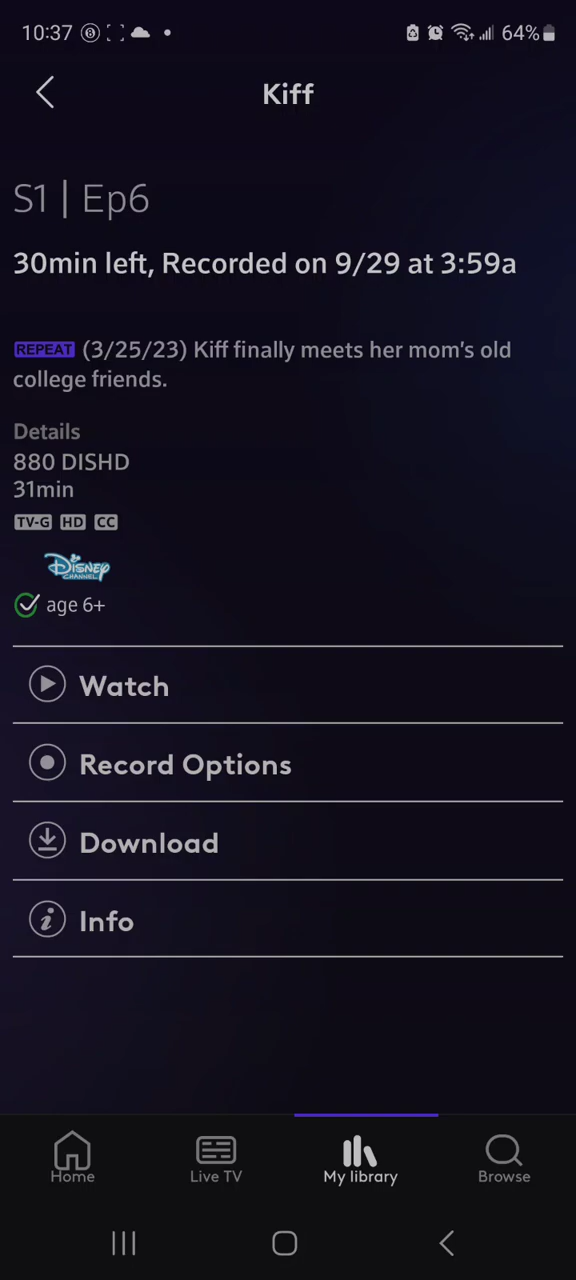 10:37 64%
Kiff
S1 | Ep6
30min left, Recorded on 9/29 at 3:59a
REPEAT (3/25/23) Kiff finally meets her mom's old
college friends.
Details
880 DISHD
31min
TV-G HD CC
Disney
CHANNEL
age 6+
Watch
Record Options
Download
Info
Home Live TV My library Browse